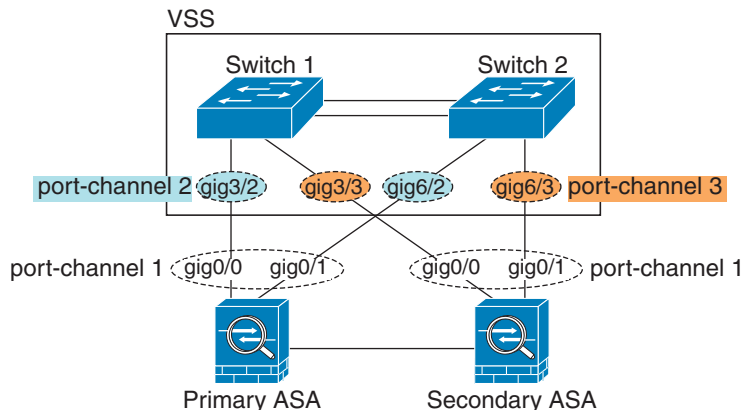 VSS
Switch 1
Switch 2
port-channel 2
gig3/2
gig3/3
gig6/2
gig6/3
port-channel 3
port-channel 1
gig0/0
gig0/1
gig0/0
gig0/1
port-channel 1
Primary ASA
Secondary ASA